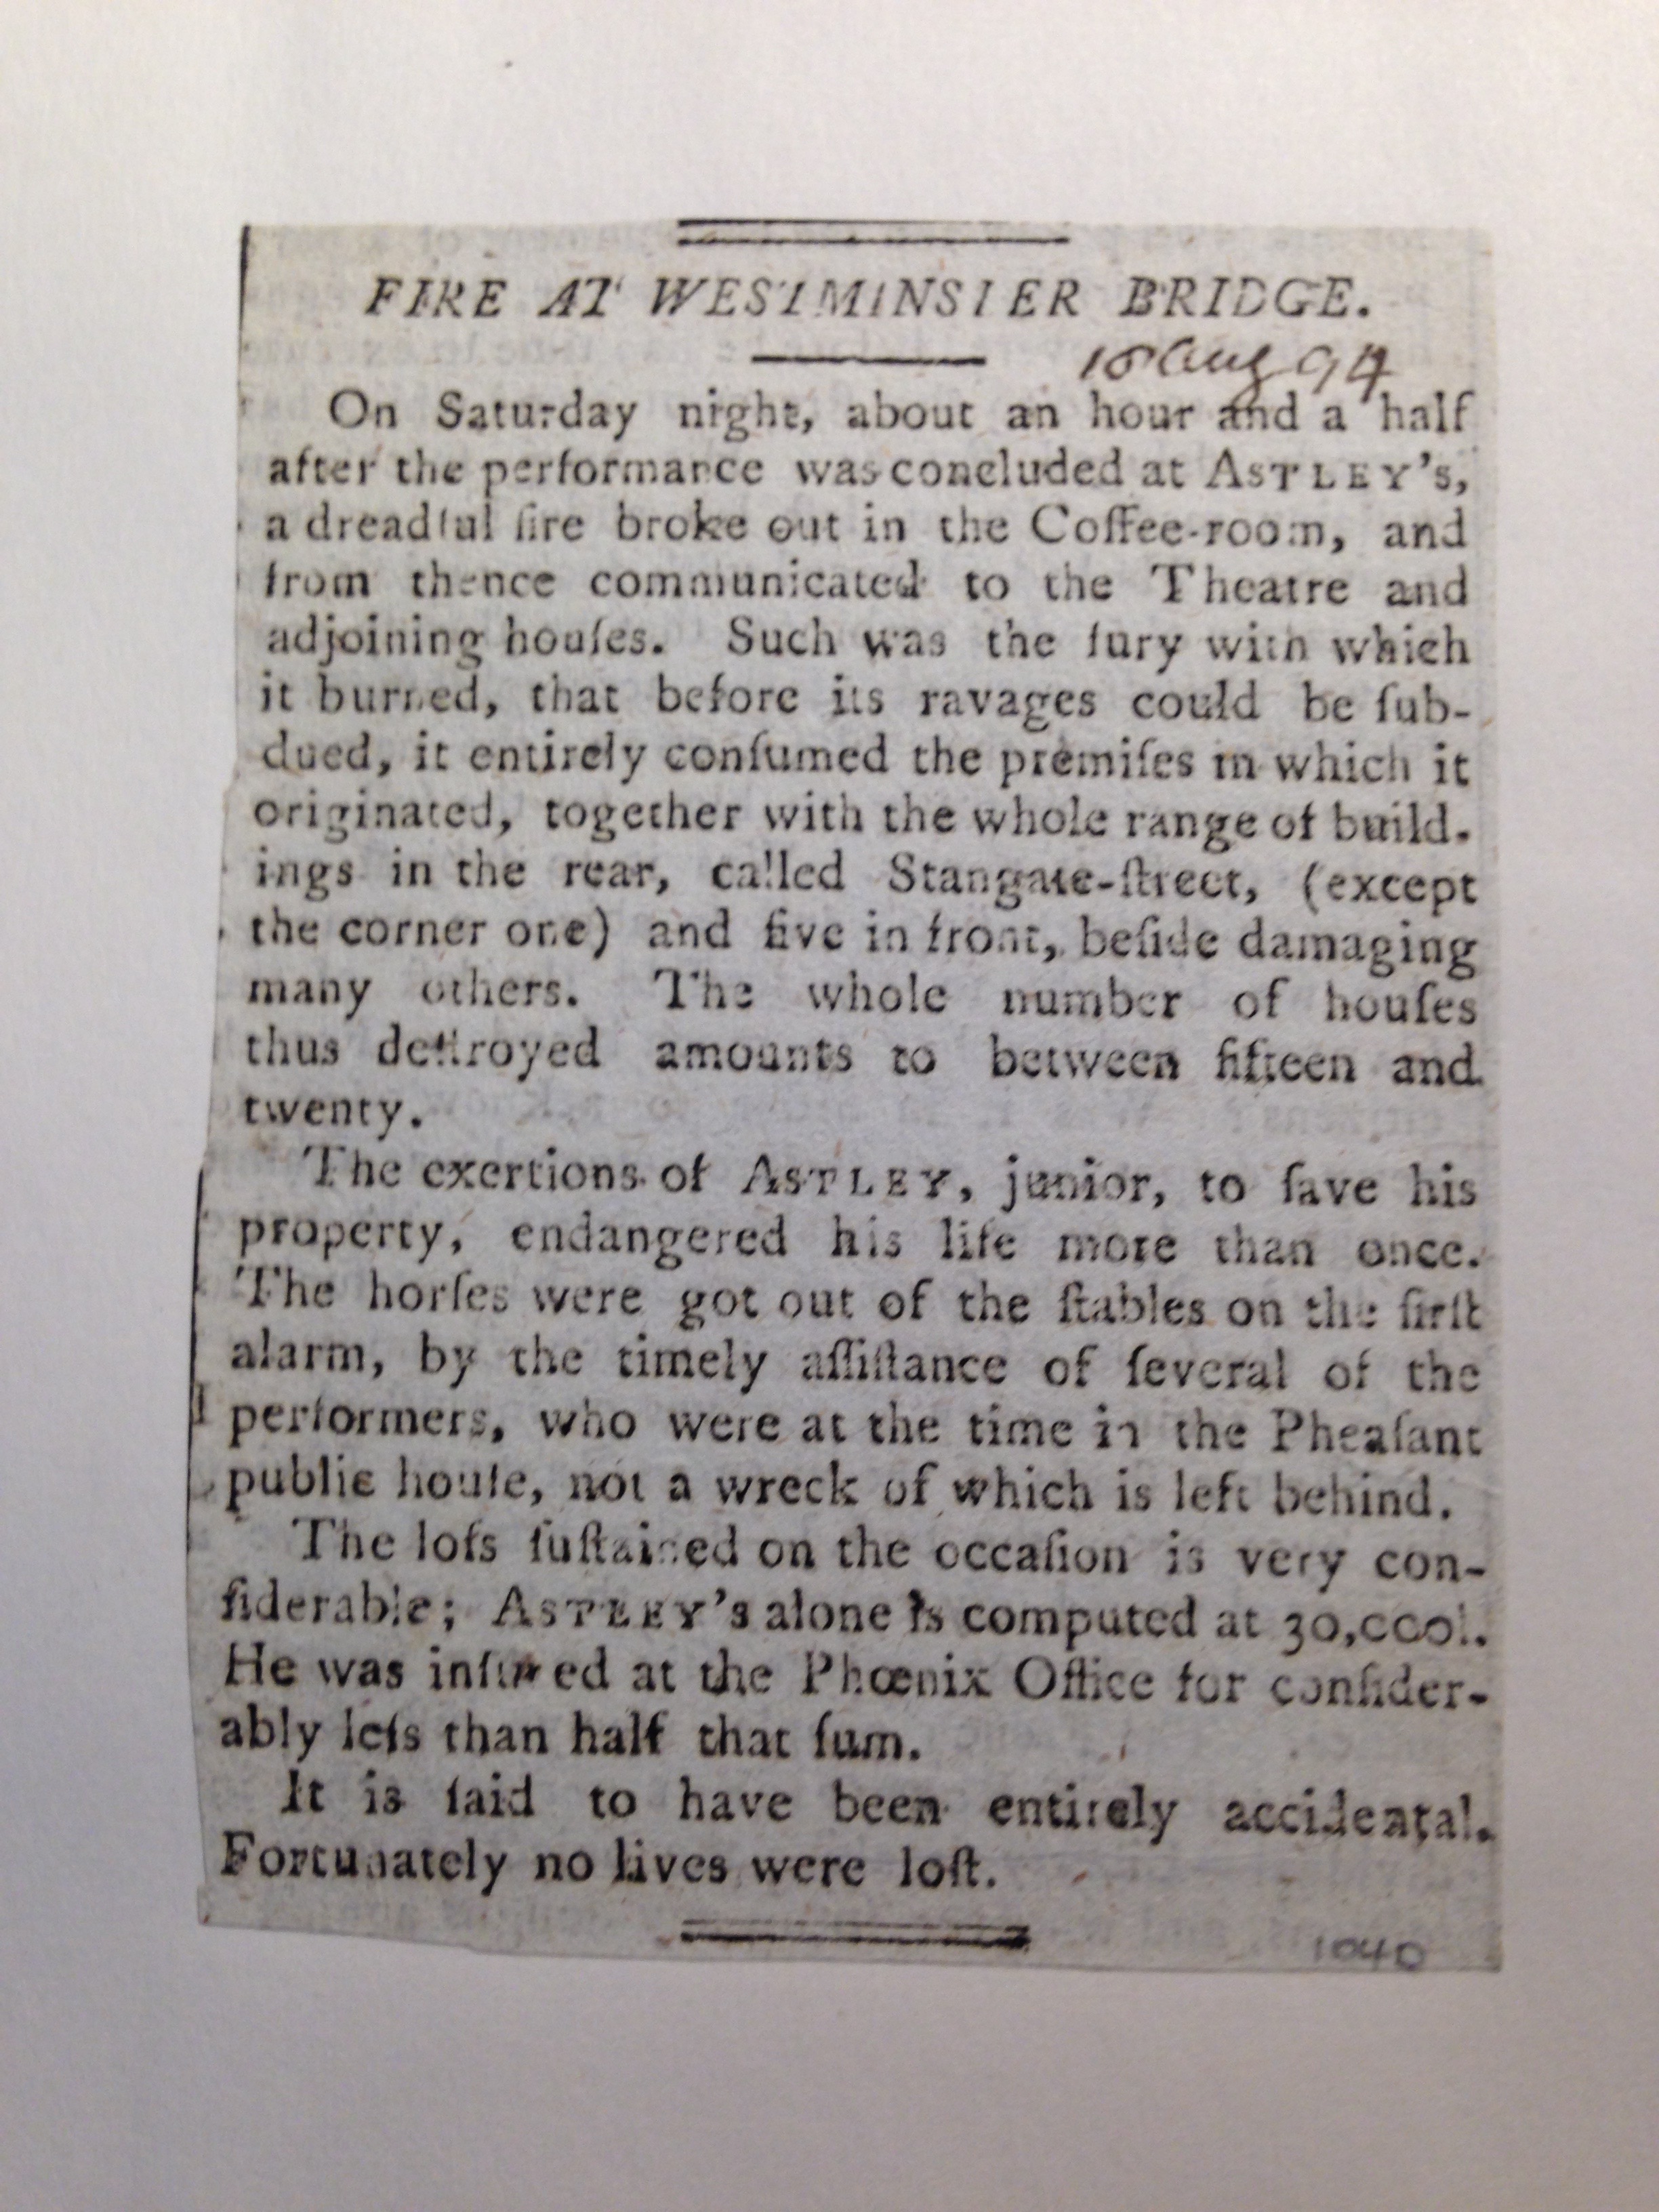 FIRE AT WESTMINSTER BRIDGE.
18 Aug 94
On Saturday night, about an hour and a half
after the performance was concluded at ASTLEY's,
a dreadful fire broke out in the Coffee-room, and
from thence communicated to the Theatre and
adjoining houſes. Such was the fury with which
it burned, that before its ravages could be ſub-
dued, it entirely conſumed the premiſes in which it
originated, together with the whole range of build-
ings in the rear, called Stangate-ſtreet, (except
the corner one) and five in front, beſide damaging
many others. The whole number of houſes
thus deſtroyed amounts to between fifteen and
twenty.
The exertions of ASTLEY, junior, to ſave his
property, endangered his life more than once.
The horſes were got out of the ſtables on the firſt
alarm, by the timely aſſiſtance of ſeveral of the
performers, who were at the time in the Pheaſant
public houſe, not a wreck of which is left behind.
The loſs ſuſtained on the occaſion is very con-
ſiderable; ASTLEY's alone is computed at 30,000l.
He was inſured at the Phœnix Office for conſider-
ably leſs than half that ſum.
It is ſaid to have been entirely accidental.
Fortunately no lives were loſt.
1040